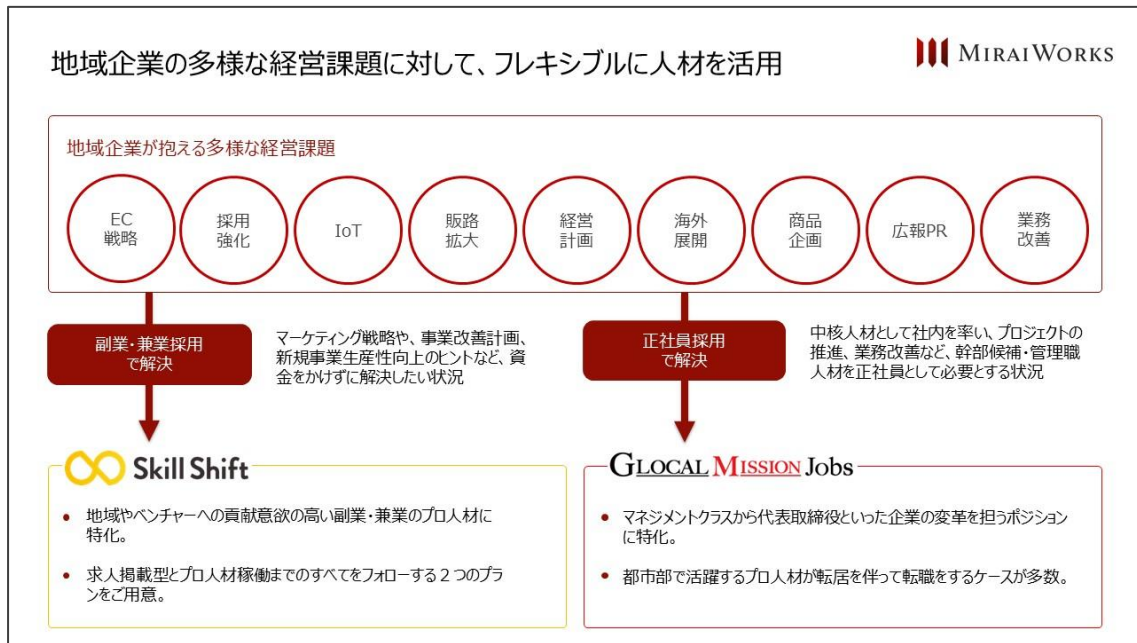 地域企業の多様な経営課題に対して、フレキシブルに人材を活用
MIRAIWORKS
地域企業が抱える多様な経営課題
EC
戦略
採用
強化
IoT
販路
拡大
経営
計画
海外
展開
商品
企画
広報PR
業務
改善
副業・兼業採用
で解決
マーケティング戦略や、事業改善計画、
新規事業生産性向上のヒントなど、資
金をかけずに解決したい状況
正社員採用
で解決
中核人材として社内を率い、プロジェクトの
推進、業務改善など、幹部候補・管理職
人材を正社員として必要とする状況
Skill Shift
• 地域やベンチャーへの貢献意欲の高い副業・兼業のプロ人材に
特化。
• 求人掲載型とプロ人材稼働までのすべてをフォローする２つのプラ
ンをご用意。
GLOCAL MISSION Jobs
• マネジメントクラスから代表取締役といった企業の変革を担うポジション
に特化。
• 都市部で活躍するプロ人材が転居を伴って転職をするケースが多数。